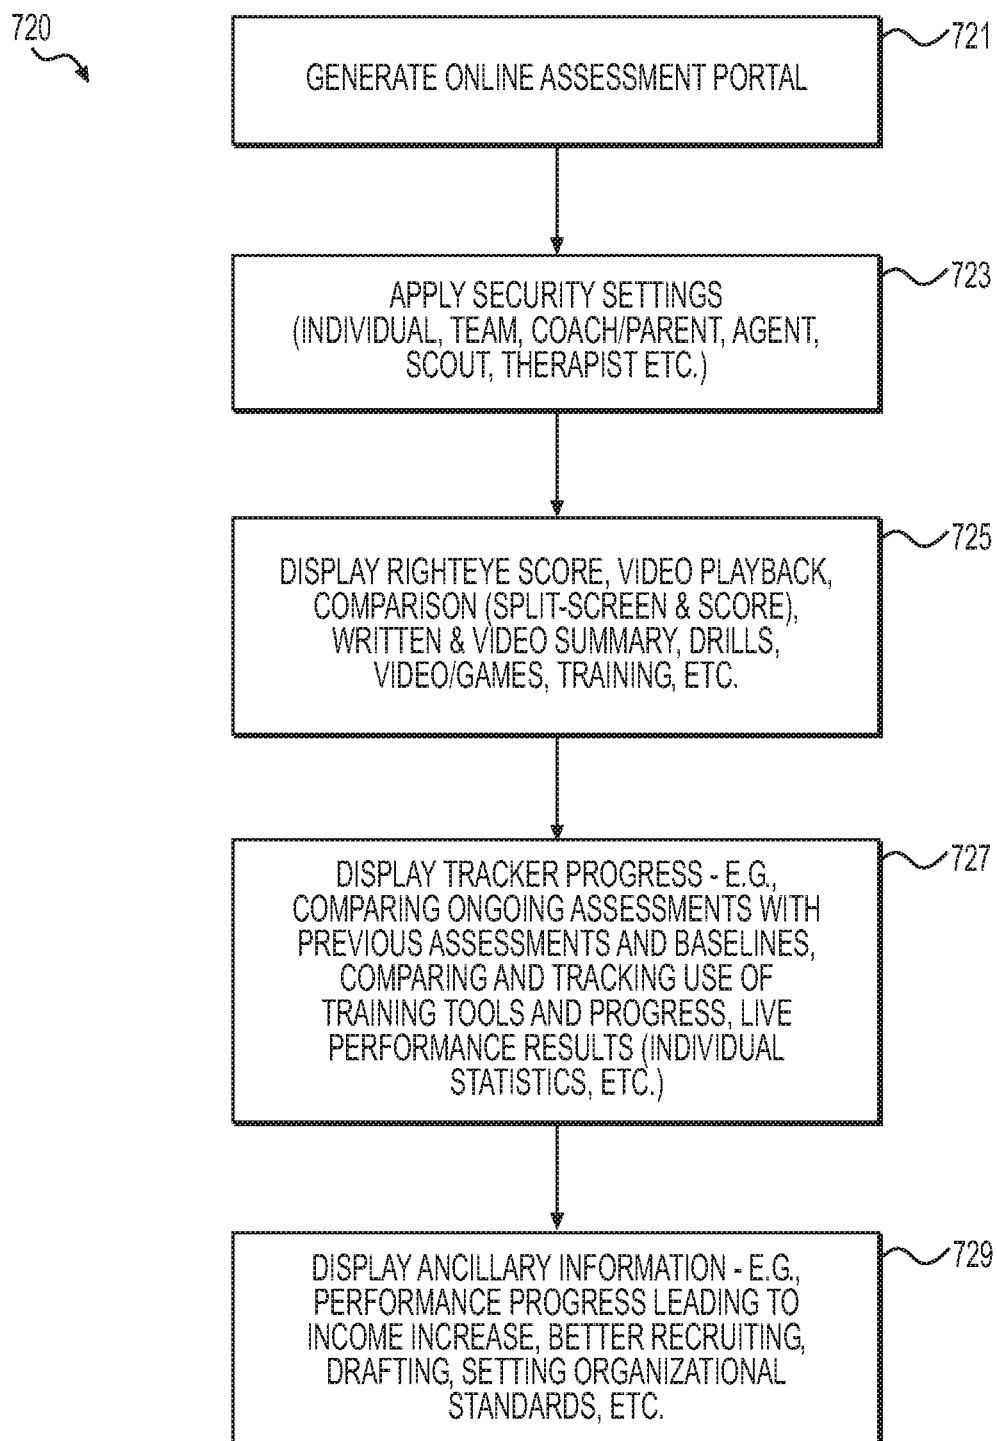 720
721
GENERATE ONLINE ASSESSMENT PORTAL
723
APPLY SECURITY SETTINGS
(INDIVIDUAL, TEAM, COACH/PARENT, AGENT,
SCOUT, THERAPIST ETC.)
725
DISPLAY RIGHTEYE SCORE, VIDEO PLAYBACK,
COMPARISON (SPLIT-SCREEN & SCORE),
WRITTEN & VIDEO SUMMARY, DRILLS,
VIDEO/GAMES, TRAINING, ETC.
727
DISPLAY TRACKER PROGRESS - E.G.,
COMPARING ONGOING ASSESSMENTS WITH
PREVIOUS ASSESSMENTS AND BASELINES,
COMPARING AND TRACKING USE OF
TRAINING TOOLS AND PROGRESS, LIVE
PERFORMANCE RESULTS (INDIVIDUAL
STATISTICS, ETC.)
729
DISPLAY ANCILLARY INFORMATION - E.G.,
PERFORMANCE PROGRESS LEADING TO
INCOME INCREASE, BETTER RECRUITING,
DRAFTING, SETTING ORGANIZATIONAL
STANDARDS, ETC.